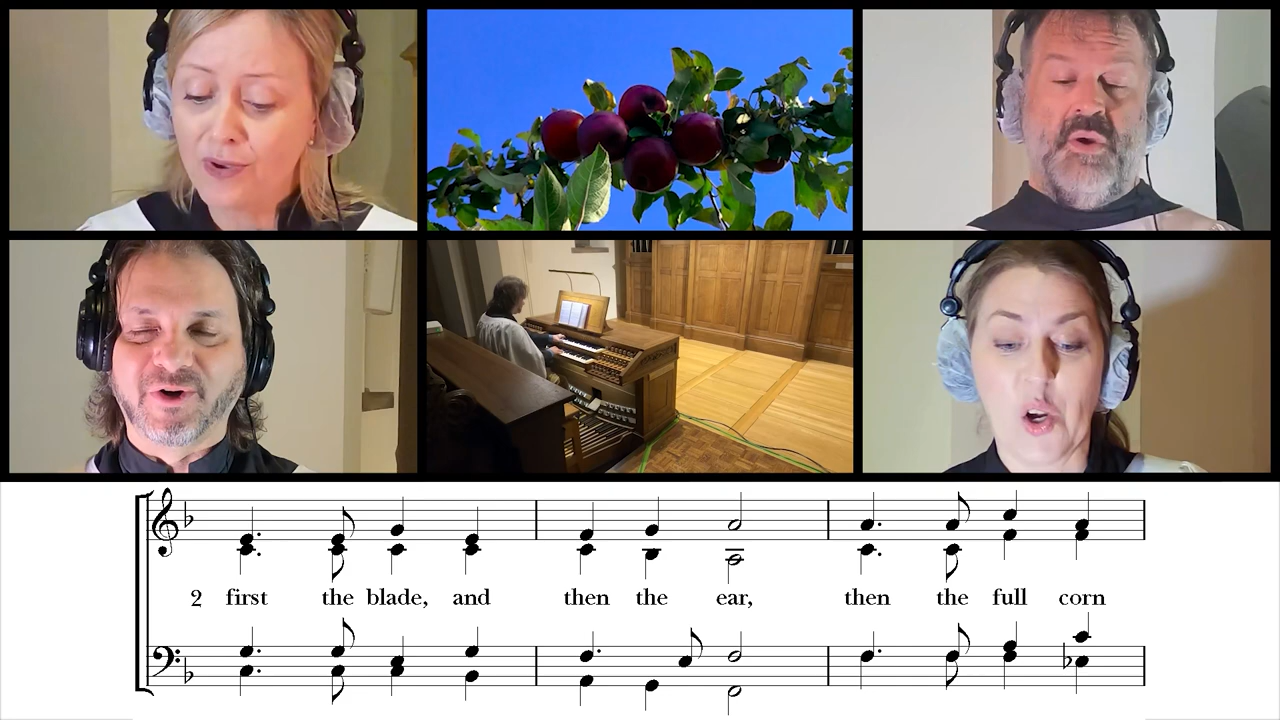 2 first the blade, and then the ear, then the full corn